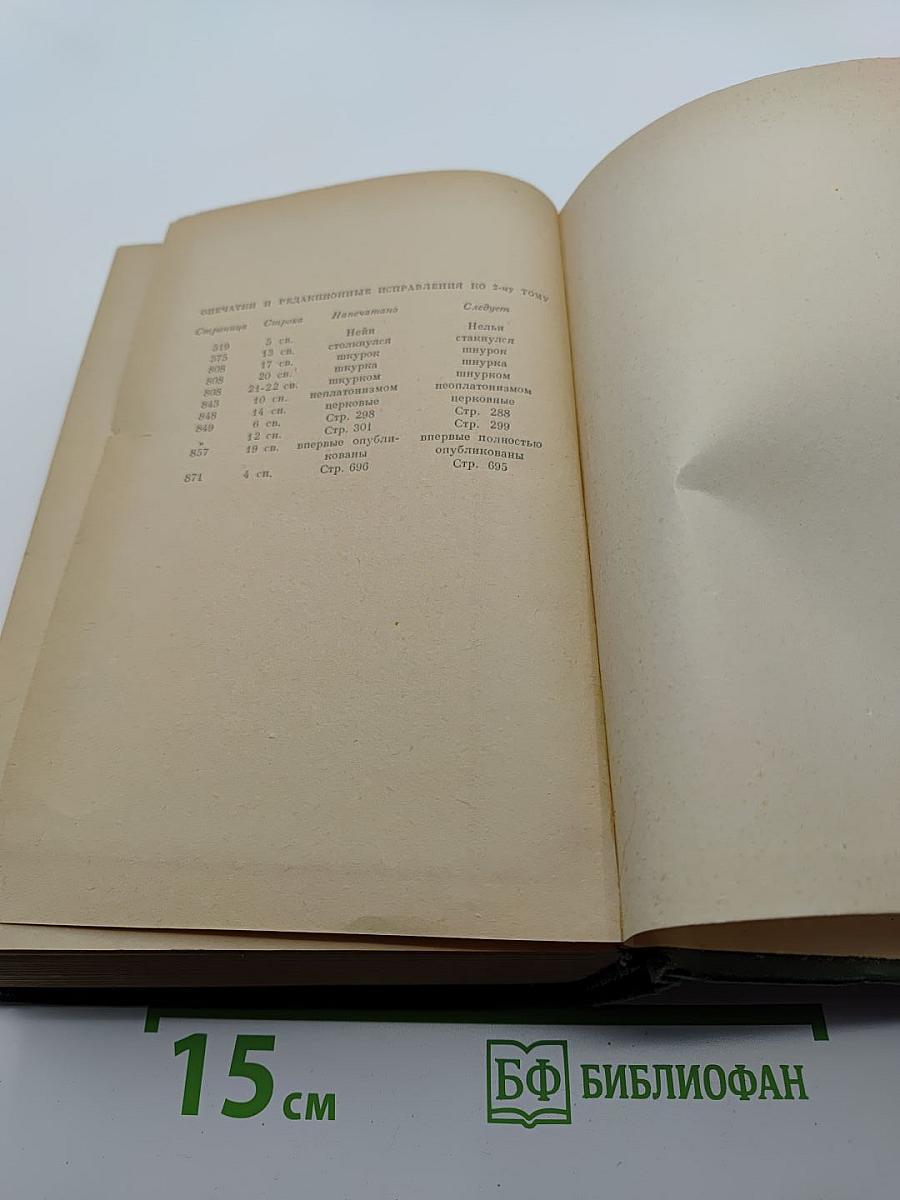 ОПЕЧАТКИ И РЕДАКЦИОННЫЕ ИСПРАВЛЕНИЯ КО 2-му ТОМУ
Страница Строка Напечатано Следует
519 5 св. Нейи Нельи
575 13 св. столкнулся стакнулся
808 17 св. шкурок шнурок
808 20 св. шкурка шнурка
808 21-22 св. шкурком шнурком
843 10 сн. неплатонизмом неоплатонизмом
848 14 сн. церковые церковные
849 6 св. Стр. 298 Стр. 288
» 12 сн. Стр. 301 Стр. 299
857 19 св. впервые опубли- впервые полностью
кованы опубликованы
871 4 сн. Стр. 696 Стр. 695
15 см
БФ БИБЛИОФАН